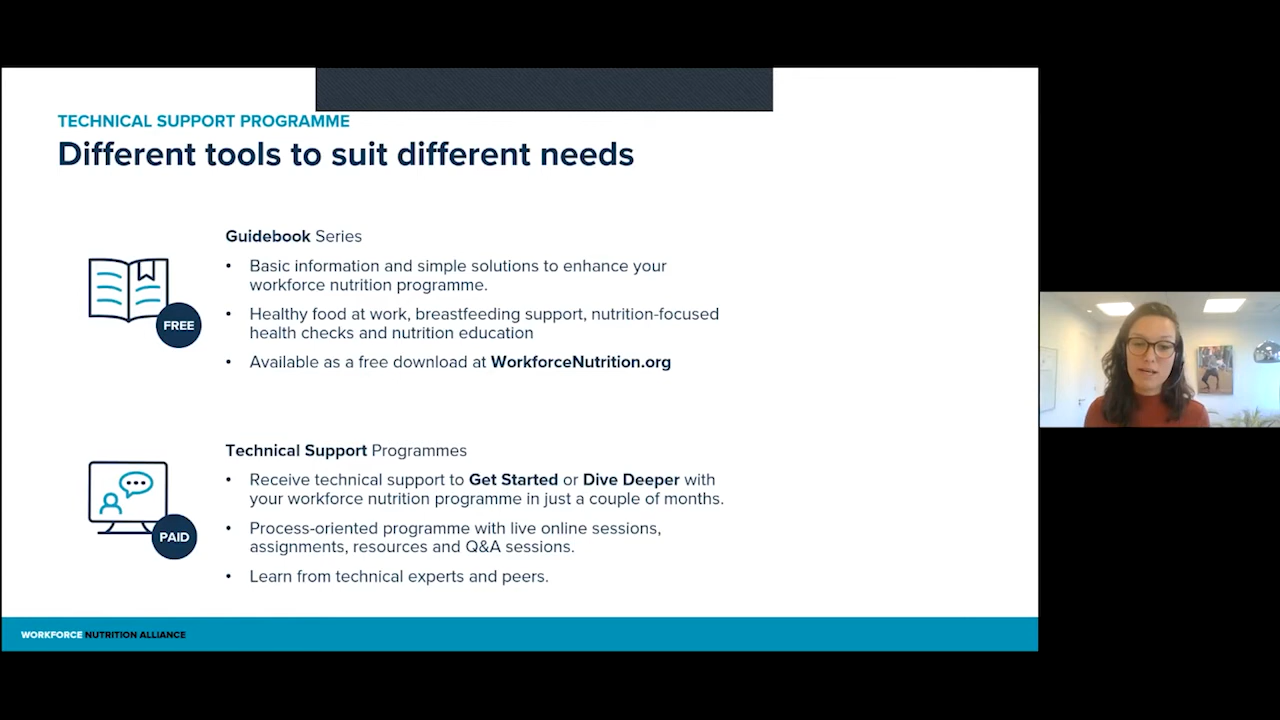 TECHNICAL SUPPORT PROGRAMME
Different tools to suit different needs
Guidebook Series
• Basic information and simple solutions to enhance your
workforce nutrition programme.
• Healthy food at work, breastfeeding support, nutrition-focused
health checks and nutrition education
• Available as a free download at WorkforceNutrition.org
FREE
Technical Support Programmes
• Receive technical support to Get Started or Dive Deeper with
your workforce nutrition programme in just a couple of months.
• Process-oriented programme with live online sessions,
assignments, resources and Q&A sessions.
• Learn from technical experts and peers.
PAID
WORKFORCE NUTRITION ALLIANCE